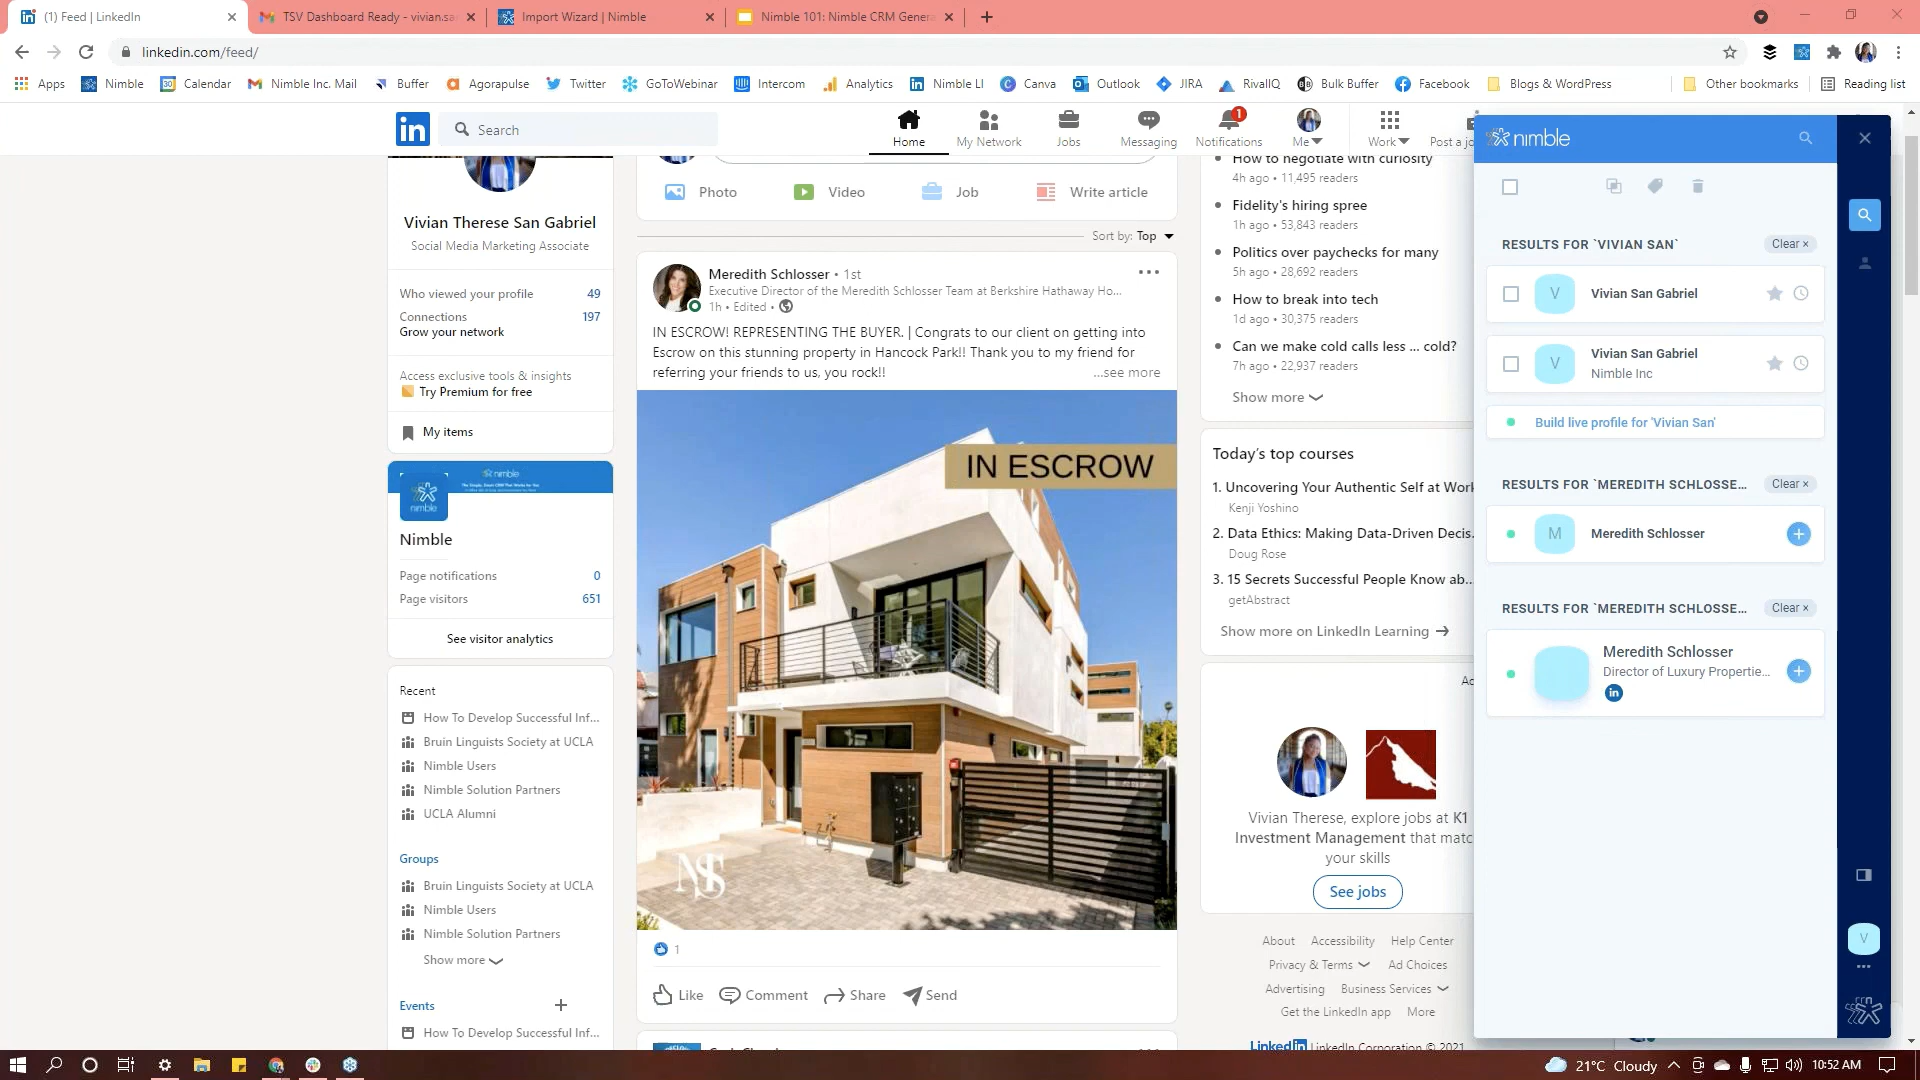 (1) Feed | LinkedIn
TSV Dashboard Ready - vivian.sa
Import Wizard | Nimble
Nimble 101: Nimble CRM Genera
linkedin.com/feed/
Apps
Nimble
Calendar
Nimble Inc. Mail
Buffer
Agorapulse
Twitter
GoToWebinar
Intercom
Analytics
Nimble LI
Canva
Outlook
JIRA
RivalIQ
Bulk Buffer
Facebook
Blogs & WordPress
Other bookmarks
Reading list
in
Search
Home
My Network
Jobs
Messaging
1
Notifications
Me
Work
Post a jo
Vivian Therese San Gabriel
Social Media Marketing Associate
Who viewed your profile 49
Connections 197
Grow your network
Access exclusive tools & insights
Try Premium for free
My items
nimble
nimble
Nimble
Page notifications 0
Page visitors 651
See visitor analytics
Recent
How To Develop Successful Inf...
Bruin Linguists Society at UCLA
Nimble Users
Nimble Solution Partners
UCLA Alumni
Groups
Bruin Linguists Society at UCLA
Nimble Users
Nimble Solution Partners
Show more
Events
How To Develop Successful Inf...
Photo
Video
Job
Write article
Sort by: Top
Meredith Schlosser • 1st
Executive Director of the Meredith Schlosser Team at Berkshire Hathaway Ho...
1h • Edited •
IN ESCROW! REPRESENTING THE BUYER. | Congrats to our client on getting into
Escrow on this stunning property in Hancock Park!! Thank you to my friend for
referring your friends to us, you rock!!
...see more
IN ESCROW
MS
1
Like
Comment
Share
Send
How to negotiate with curiosity
4h ago • 11,495 readers
Fidelity's hiring spree
1h ago • 53,843 readers
Politics over paychecks for many
5h ago • 28,692 readers
How to break into tech
1d ago • 30,375 readers
Can we make cold calls less ... cold?
7h ago • 22,937 readers
Show more
Today's top courses
1. Uncovering Your Authentic Self at Work
Kenji Yoshino
2. Data Ethics: Making Data-Driven Decis...
Doug Rose
3. 15 Secrets Successful People Know ab...
getAbstract
Show more on LinkedIn Learning
Ad
Vivian Therese, explore jobs at K1
Investment Management that matc
your skills
See jobs
About
Accessibility
Help Center
Privacy & Terms
Ad Choices
Advertising
Business Services
Get the LinkedIn app
More
LinkedIn LinkedIn Corporation © 2021
nimble
RESULTS FOR `VIVIAN SAN`
Clear ×
V
Vivian San Gabriel
V
Vivian San Gabriel
Nimble Inc
Build live profile for 'Vivian San'
RESULTS FOR `MEREDITH SCHLOSSE...
Clear ×
M
Meredith Schlosser
RESULTS FOR `MEREDITH SCHLOSSE...
Clear ×
Meredith Schlosser
Director of Luxury Propertie...
in
V
21°C Cloudy
10:52 AM